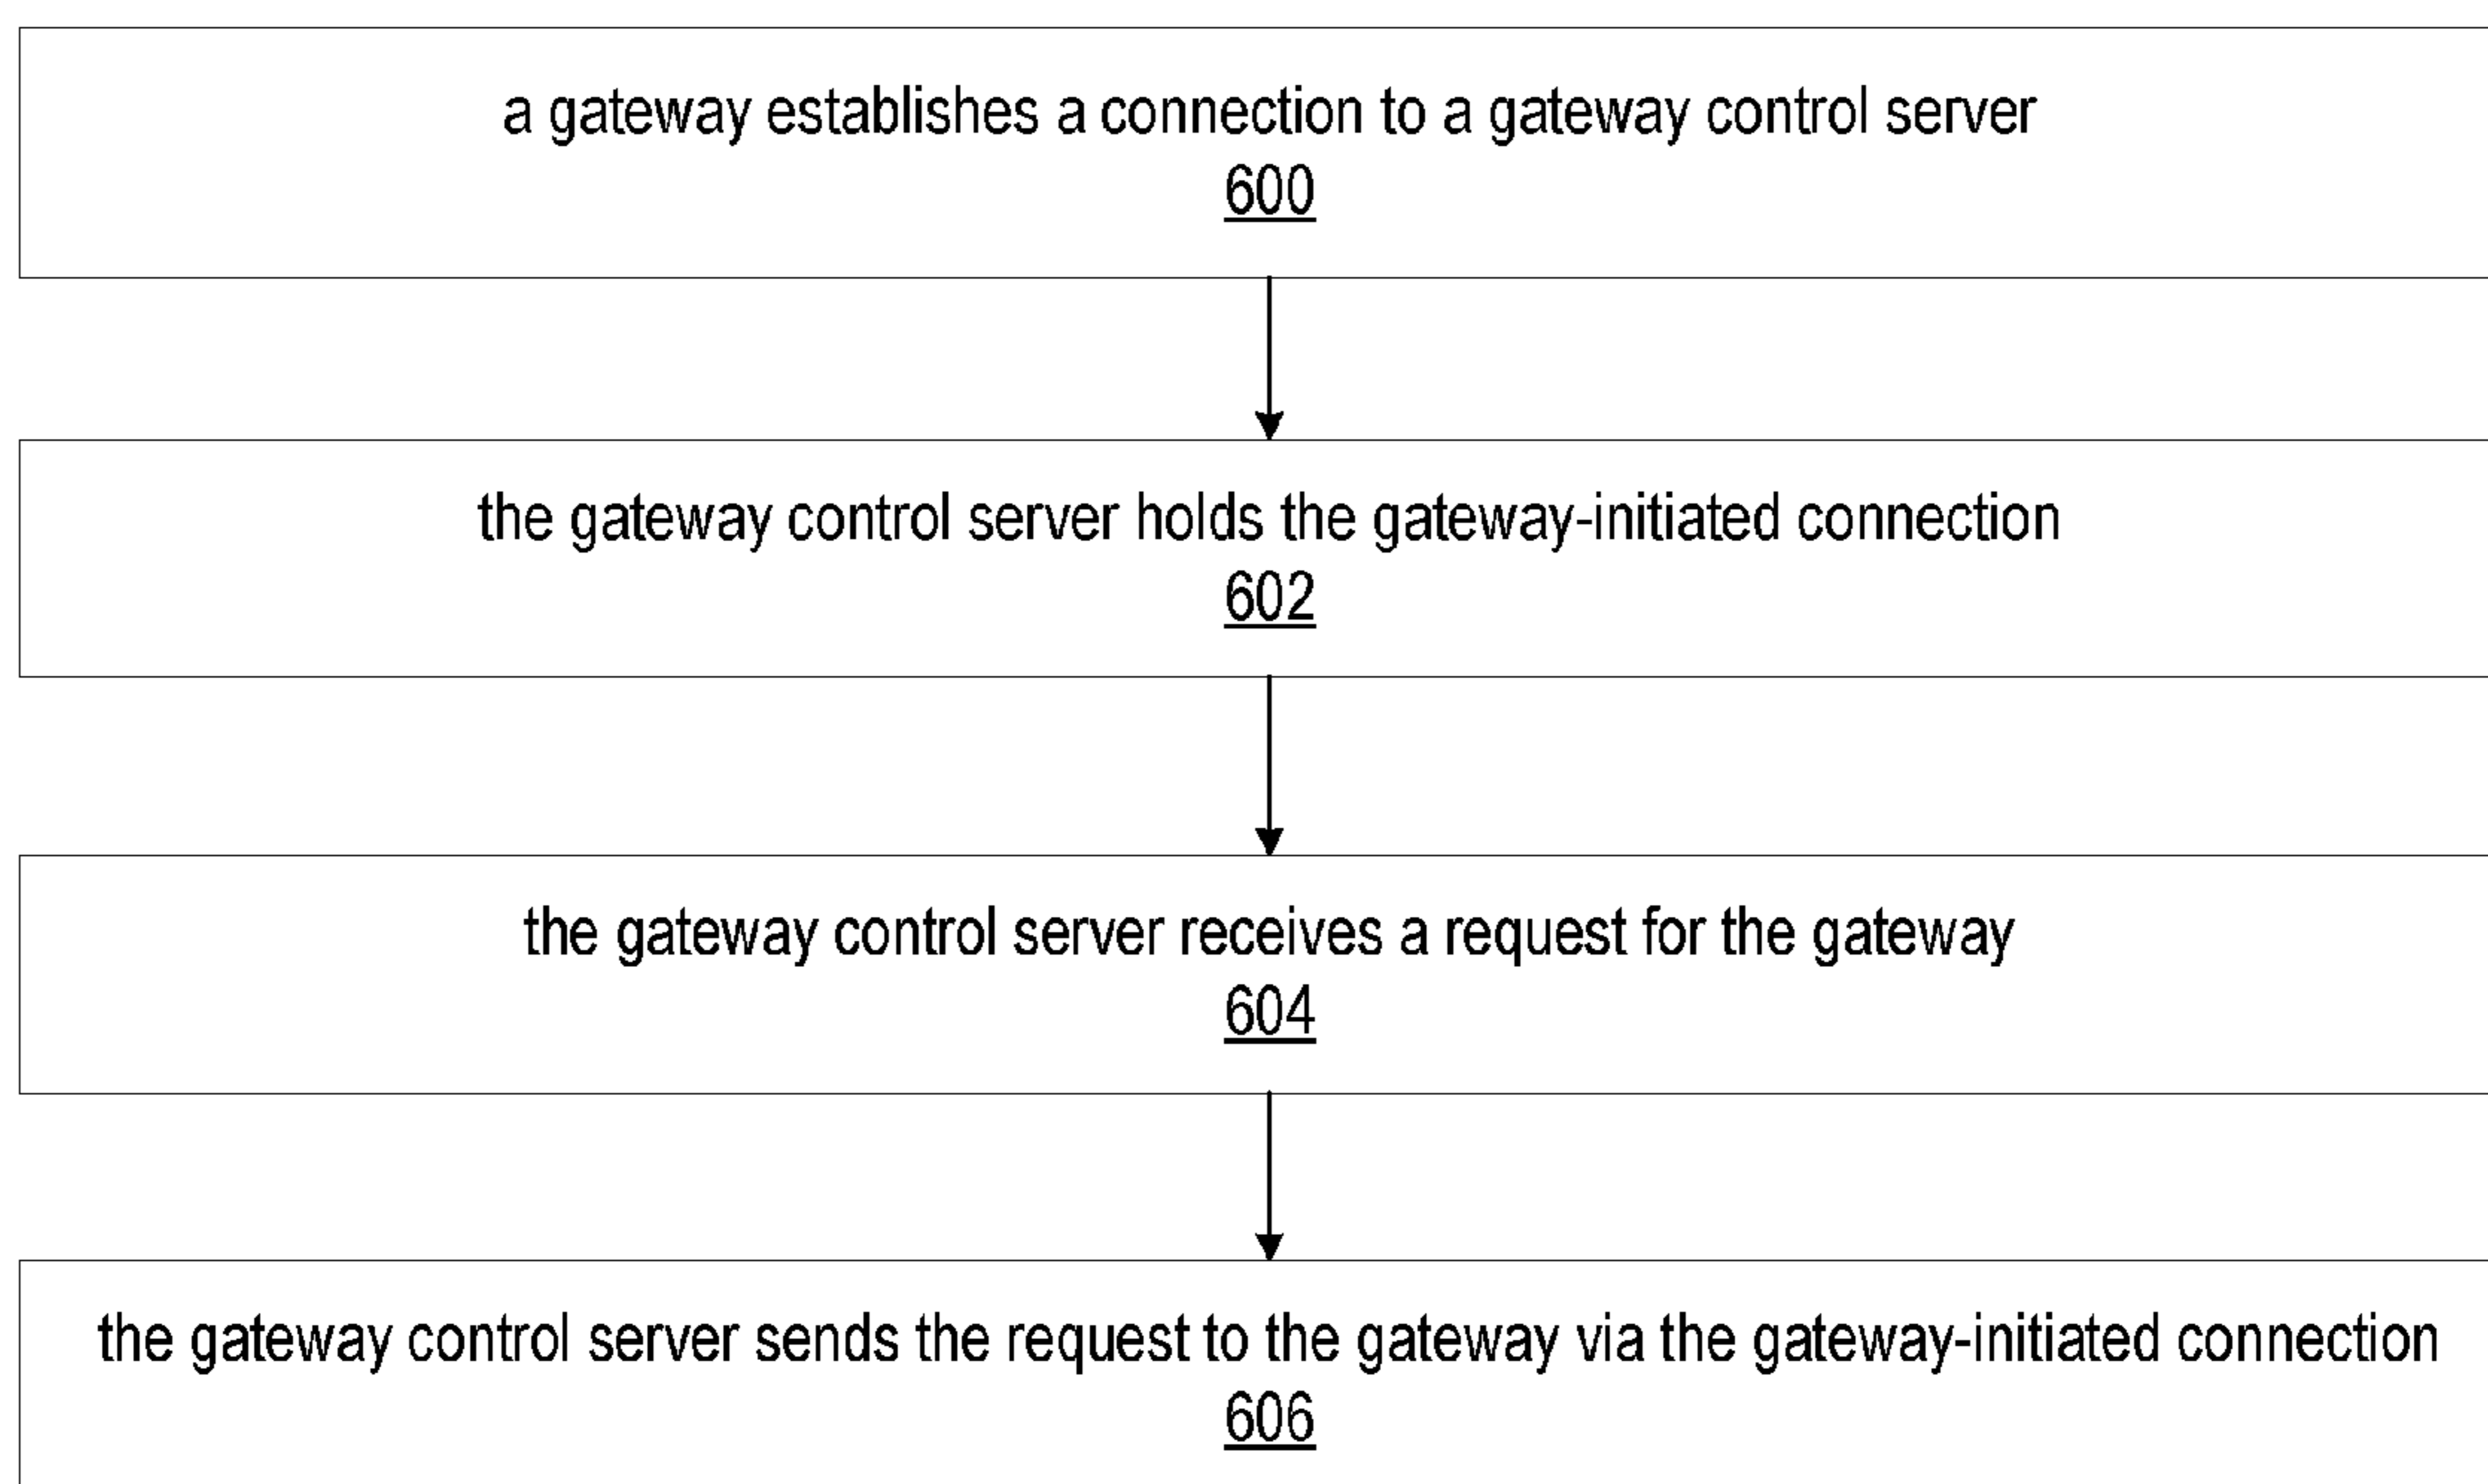 a gateway establishes a connection to a gateway control server
600
the gateway control server holds the gateway-initiated connection
602
the gateway control server receives a request for the gateway
604
the gateway control server sends the request to the gateway via the gateway-initiated connection
606